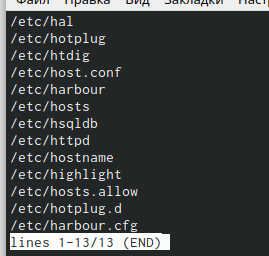 Файл Правка Вид Закладки Наст
/etc/hal
/etc/hotplug
/etc/htdig
/etc/host.conf
/etc/harbour
/etc/hosts
/etc/hsqldb
/etc/httpd
/etc/hostname
/etc/highlight
/etc/hosts.allow
/etc/hotplug.d
/etc/harbour.cfg
lines 1-13/13 (END)